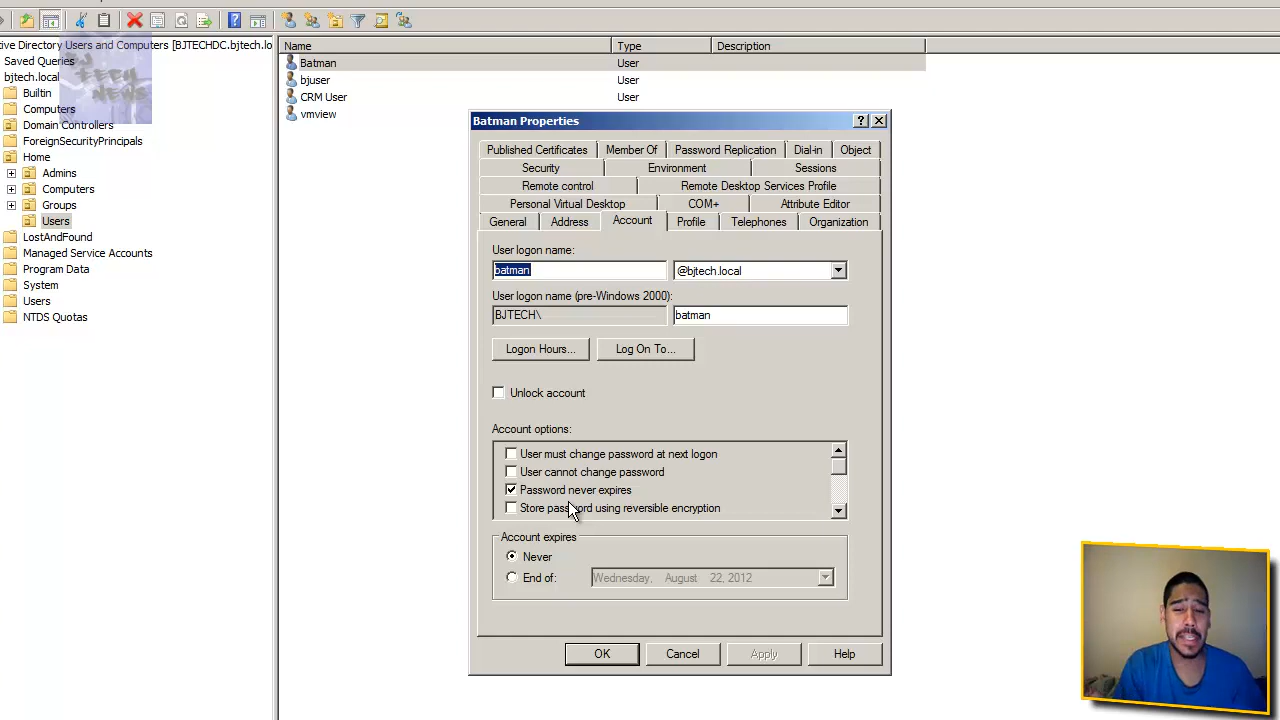 tive Directory Users and Computers [BJTECHDC.bjtech.lo
Saved Queries
bjtech.local
Builtin
Computers
Domain Controllers
ForeignSecurityPrincipals
Home
Admins
Computers
Groups
Users
LostAndFound
Managed Service Accounts
Program Data
System
Users
NTDS Quotas
Name Type Description
Batman User
bjuser User
CRM User User
vmview
Batman Properties
Published Certificates Member Of Password Replication Dial-in Object
Security Environment Sessions
Remote control Remote Desktop Services Profile
Personal Virtual Desktop COM+ Attribute Editor
General Address Account Profile Telephones Organization
User logon name:
batman @bjtech.local
User logon name (pre-Windows 2000):
BJTECH\ batman
Logon Hours... Log On To...
Unlock account
Account options:
User must change password at next logon
User cannot change password
Password never expires
Store password using reversible encryption
Account expires
Never
End of: Wednesday, August 22, 2012
OK Cancel Apply Help